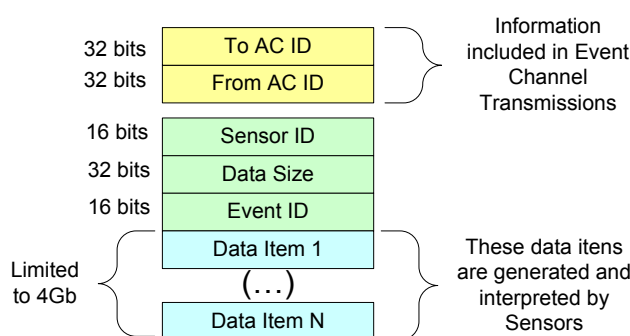 32 bits
To AC ID
32 bits
From AC ID
Information
included in Event
Channel
Transmissions
16 bits
Sensor ID
32 bits
Data Size
16 bits
Event ID
Limited
to 4Gb
Data Item 1
(...)
Data Item N
These data itens
are generated and
interpreted by
Sensors